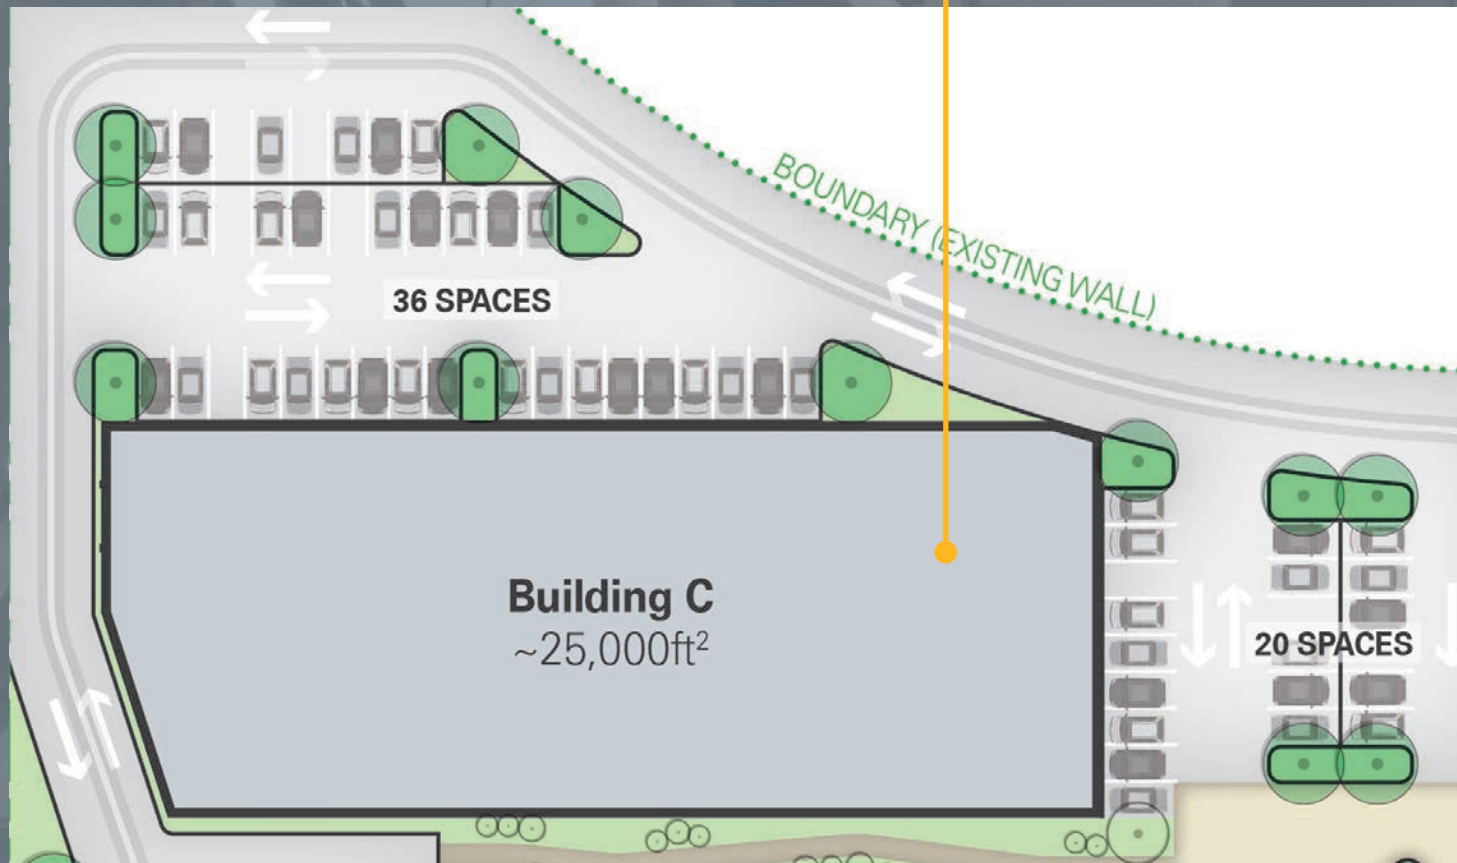 BOUNDARY (EXISTING WALL)
36 SPACES
Building C
~25,000ft²
20 SPACES